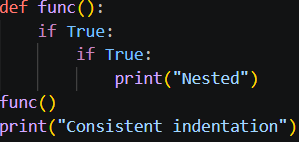 def func():
    if True:
        if True:
            print("Nested")
func()
print("Consistent indentation")